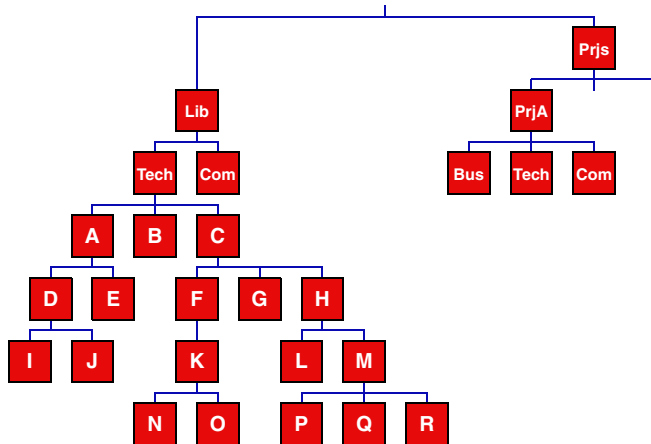 Prjs
Lib PrjA
Tech Com Bus Tech Com
A B C
D E F G H
I J K L M
N O P Q R